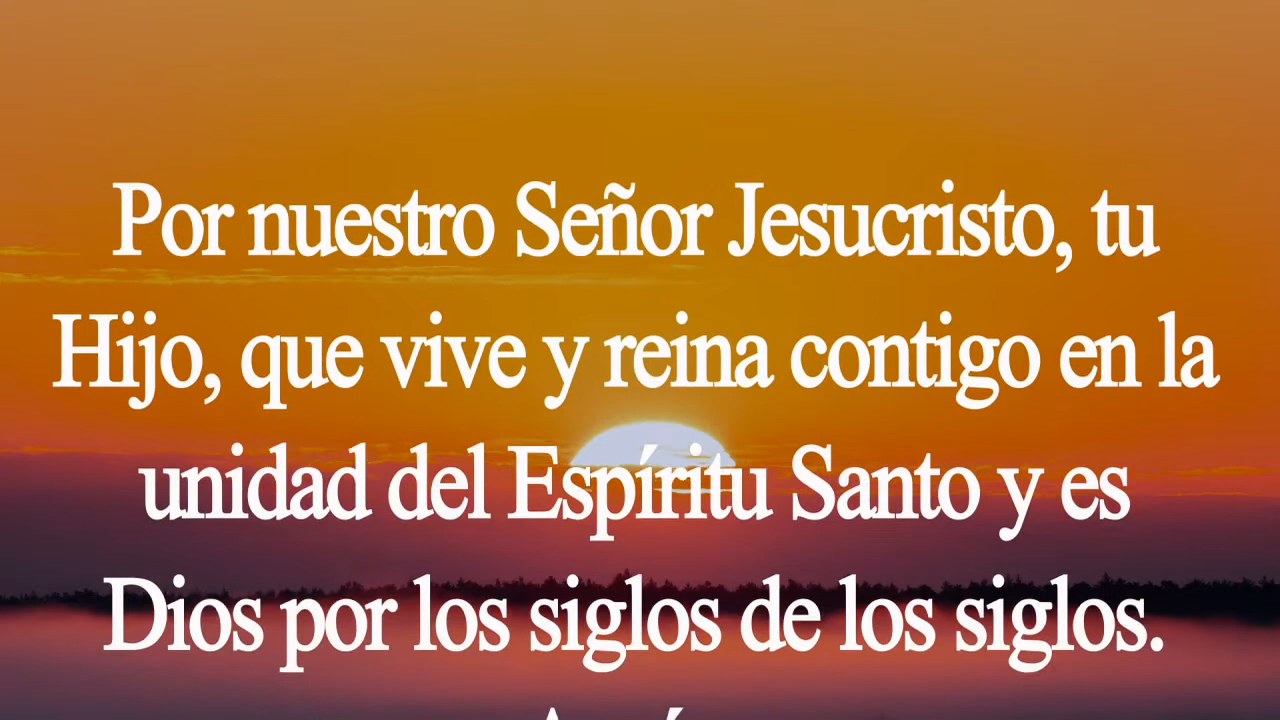 Por nuestro Señor Jesucristo, tu
Hijo, que vive y reina contigo en la
unidad del Espíritu Santo y es
Dios por los siglos de los siglos.